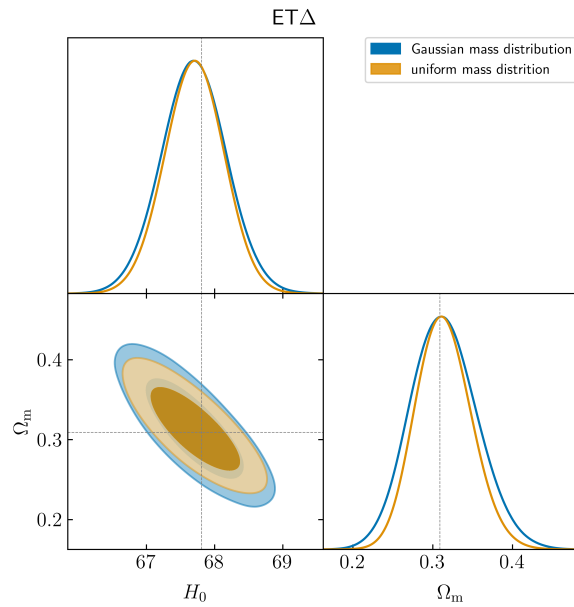 ETΔ
Gaussian mass distribution
uniform mass distrition
0.4
0.3
0.2
Ωm
67
68
69
H0
0.2
0.3
0.4
Ωm